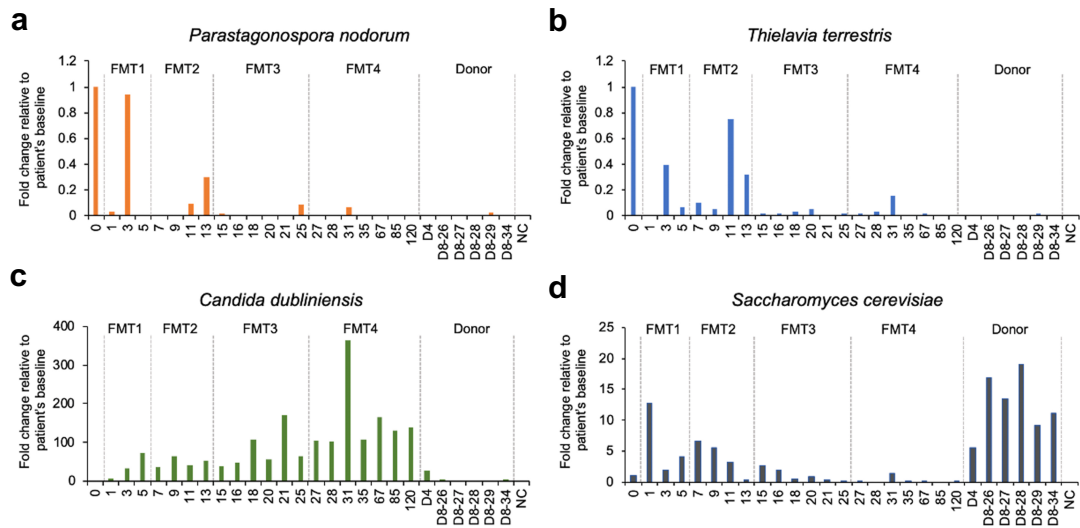 a
Parastagonospora nodorum
Fold change relative to
patient's baseline
1.2
1
0.8
0.6
0.4
0.2
0
FMT1 FMT2 FMT3 FMT4 Donor
0 1 3 5 7 9 11 13 15 16 18 20 21 25 27 28 31 35 67 85 120 D4 D8-26 D8-27 D8-28 D8-29 D8-34 NC
b
Thielavia terrestris
Fold change relative to
patient's baseline
1.2
1
0.8
0.6
0.4
0.2
0
FMT1 FMT2 FMT3 FMT4 Donor
0 1 3 5 7 9 11 13 15 16 18 20 21 25 27 28 31 35 67 85 120 D4 D8-26 D8-27 D8-28 D8-29 D8-34 NC
c
Candida dubliniensis
Fold change relative to
patient's baseline
400
300
200
100
0
FMT1 FMT2 FMT3 FMT4 Donor
0 1 3 5 7 9 11 13 15 16 18 20 21 25 27 28 31 35 67 85 120 D4 D8-26 D8-27 D8-28 D8-29 D8-34 NC
d
Saccharomyces cerevisiae
Fold change relative to
patient's baseline
25
20
15
10
5
0
FMT1 FMT2 FMT3 FMT4 Donor
0 1 3 5 7 9 11 13 15 16 18 20 21 25 27 28 31 35 67 85 120 D4 D8-26 D8-27 D8-28 D8-29 D8-34 NC